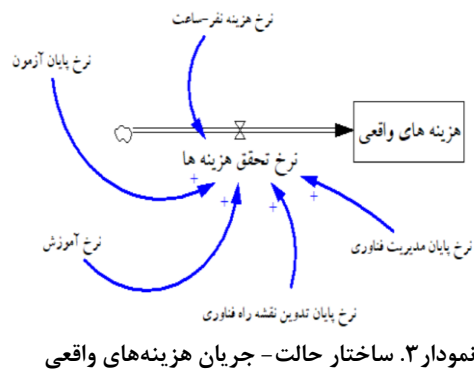 نرخ هزینه نفر-ساعت
نرخ پایان آزمون
هزینه های واقعی
نرخ تحقق هزینه ها
+
+
+
+
نرخ آموزش
نرخ پایان مدیریت فناوری
نرخ پایان تدوین نقشه راه فناوری
نمودار۳. ساختار حالت- جریان هزینه‌های واقعی